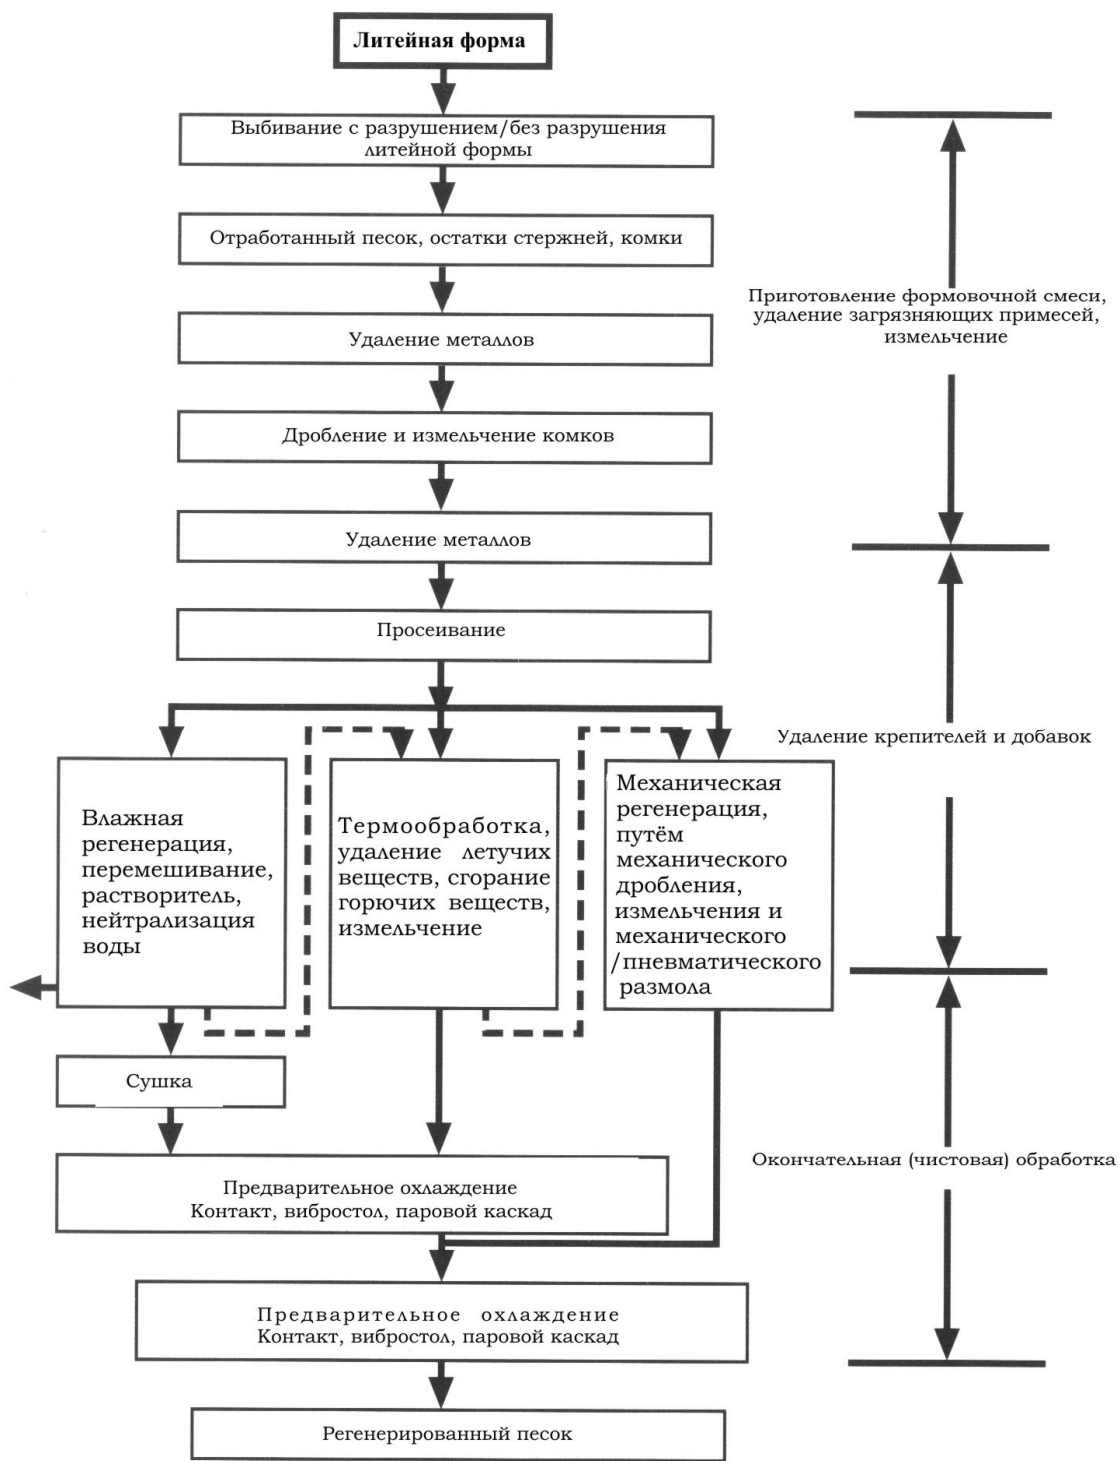 Литейная форма
Выбивание с разрушением/без разрушения
литейной формы
Отработанный песок, остатки стержней, комки
Удаление металлов
Дробление и измельчение комков
Удаление металлов
Просеивание
Приготовление формовочной смеси,
удаление загрязняющих примесей,
измельчение
Влажная
регенерация,
перемешивание,
растворитель,
нейтрализация
воды
Термообработка,
удаление летучих
веществ, сгорание
горючих веществ,
измельчение
Механическая
регенерация,
путём
механического
дробления,
измельчения и
механического
/пневматического
размола
Удаление крепителей и добавок
Сушка
Предварительное охлаждение
Контакт, вибростол, паровой каскад
Предварительное охлаждение
Контакт, вибростол, паровой каскад
Окончательная (чистовая) обработка
Регенерированный песок